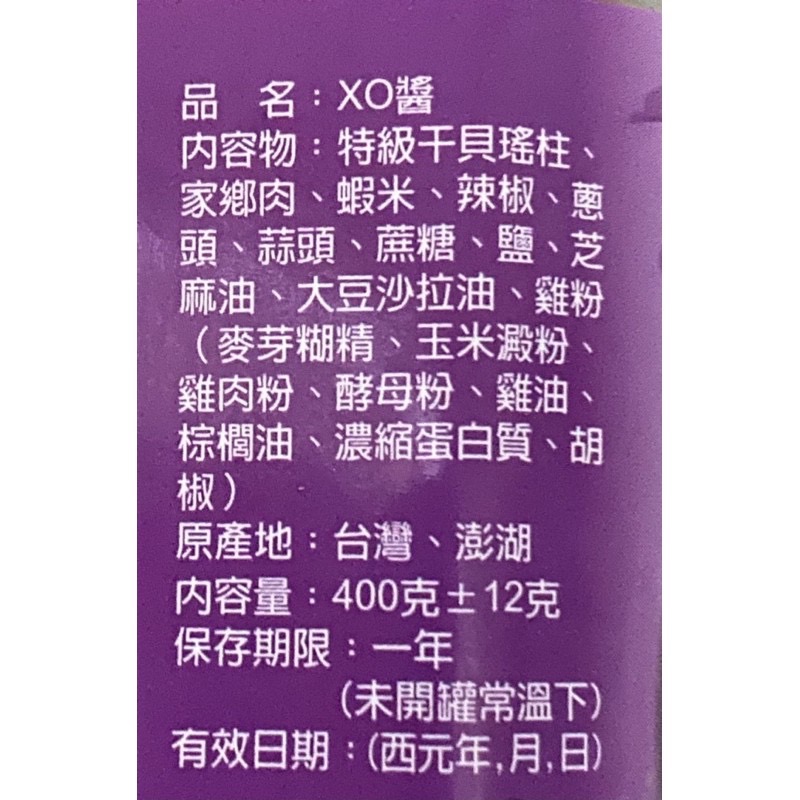 品　名：XO醬
內容物：特級干貝瑤柱、
家鄉肉、蝦米、辣椒、蔥
頭、蒜頭、蔗糖、鹽、芝
麻油、大豆沙拉油、雞粉
（麥芽糊精、玉米澱粉、
雞肉粉、酵母粉、雞油、
棕櫚油、濃縮蛋白質、胡
椒）
原產地：台灣、澎湖
內容量：400克±12克
保存期限：一年
(未開罐常溫下)
有效日期：(西元年,月,日)